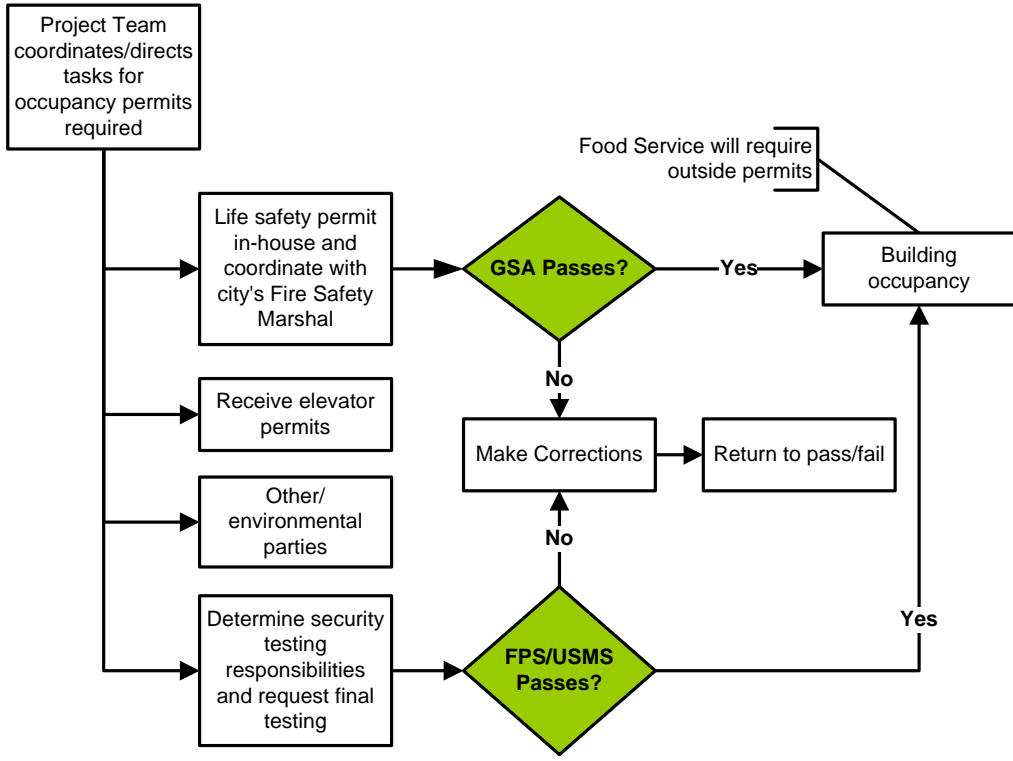 Project Team
coordinates/directs
tasks for
occupancy permits
required
Food Service will require
outside permits
Life safety permit
in-house and
coordinate with
city's Fire Safety
Marshal
GSA Passes?
Yes
Building
occupancy
No
Receive elevator
permits
Make Corrections
Return to pass/fail
Other/
environmental
parties
No
Determine security
testing
responsibilities
and request final
testing
FPS/USMS
Passes?
Yes